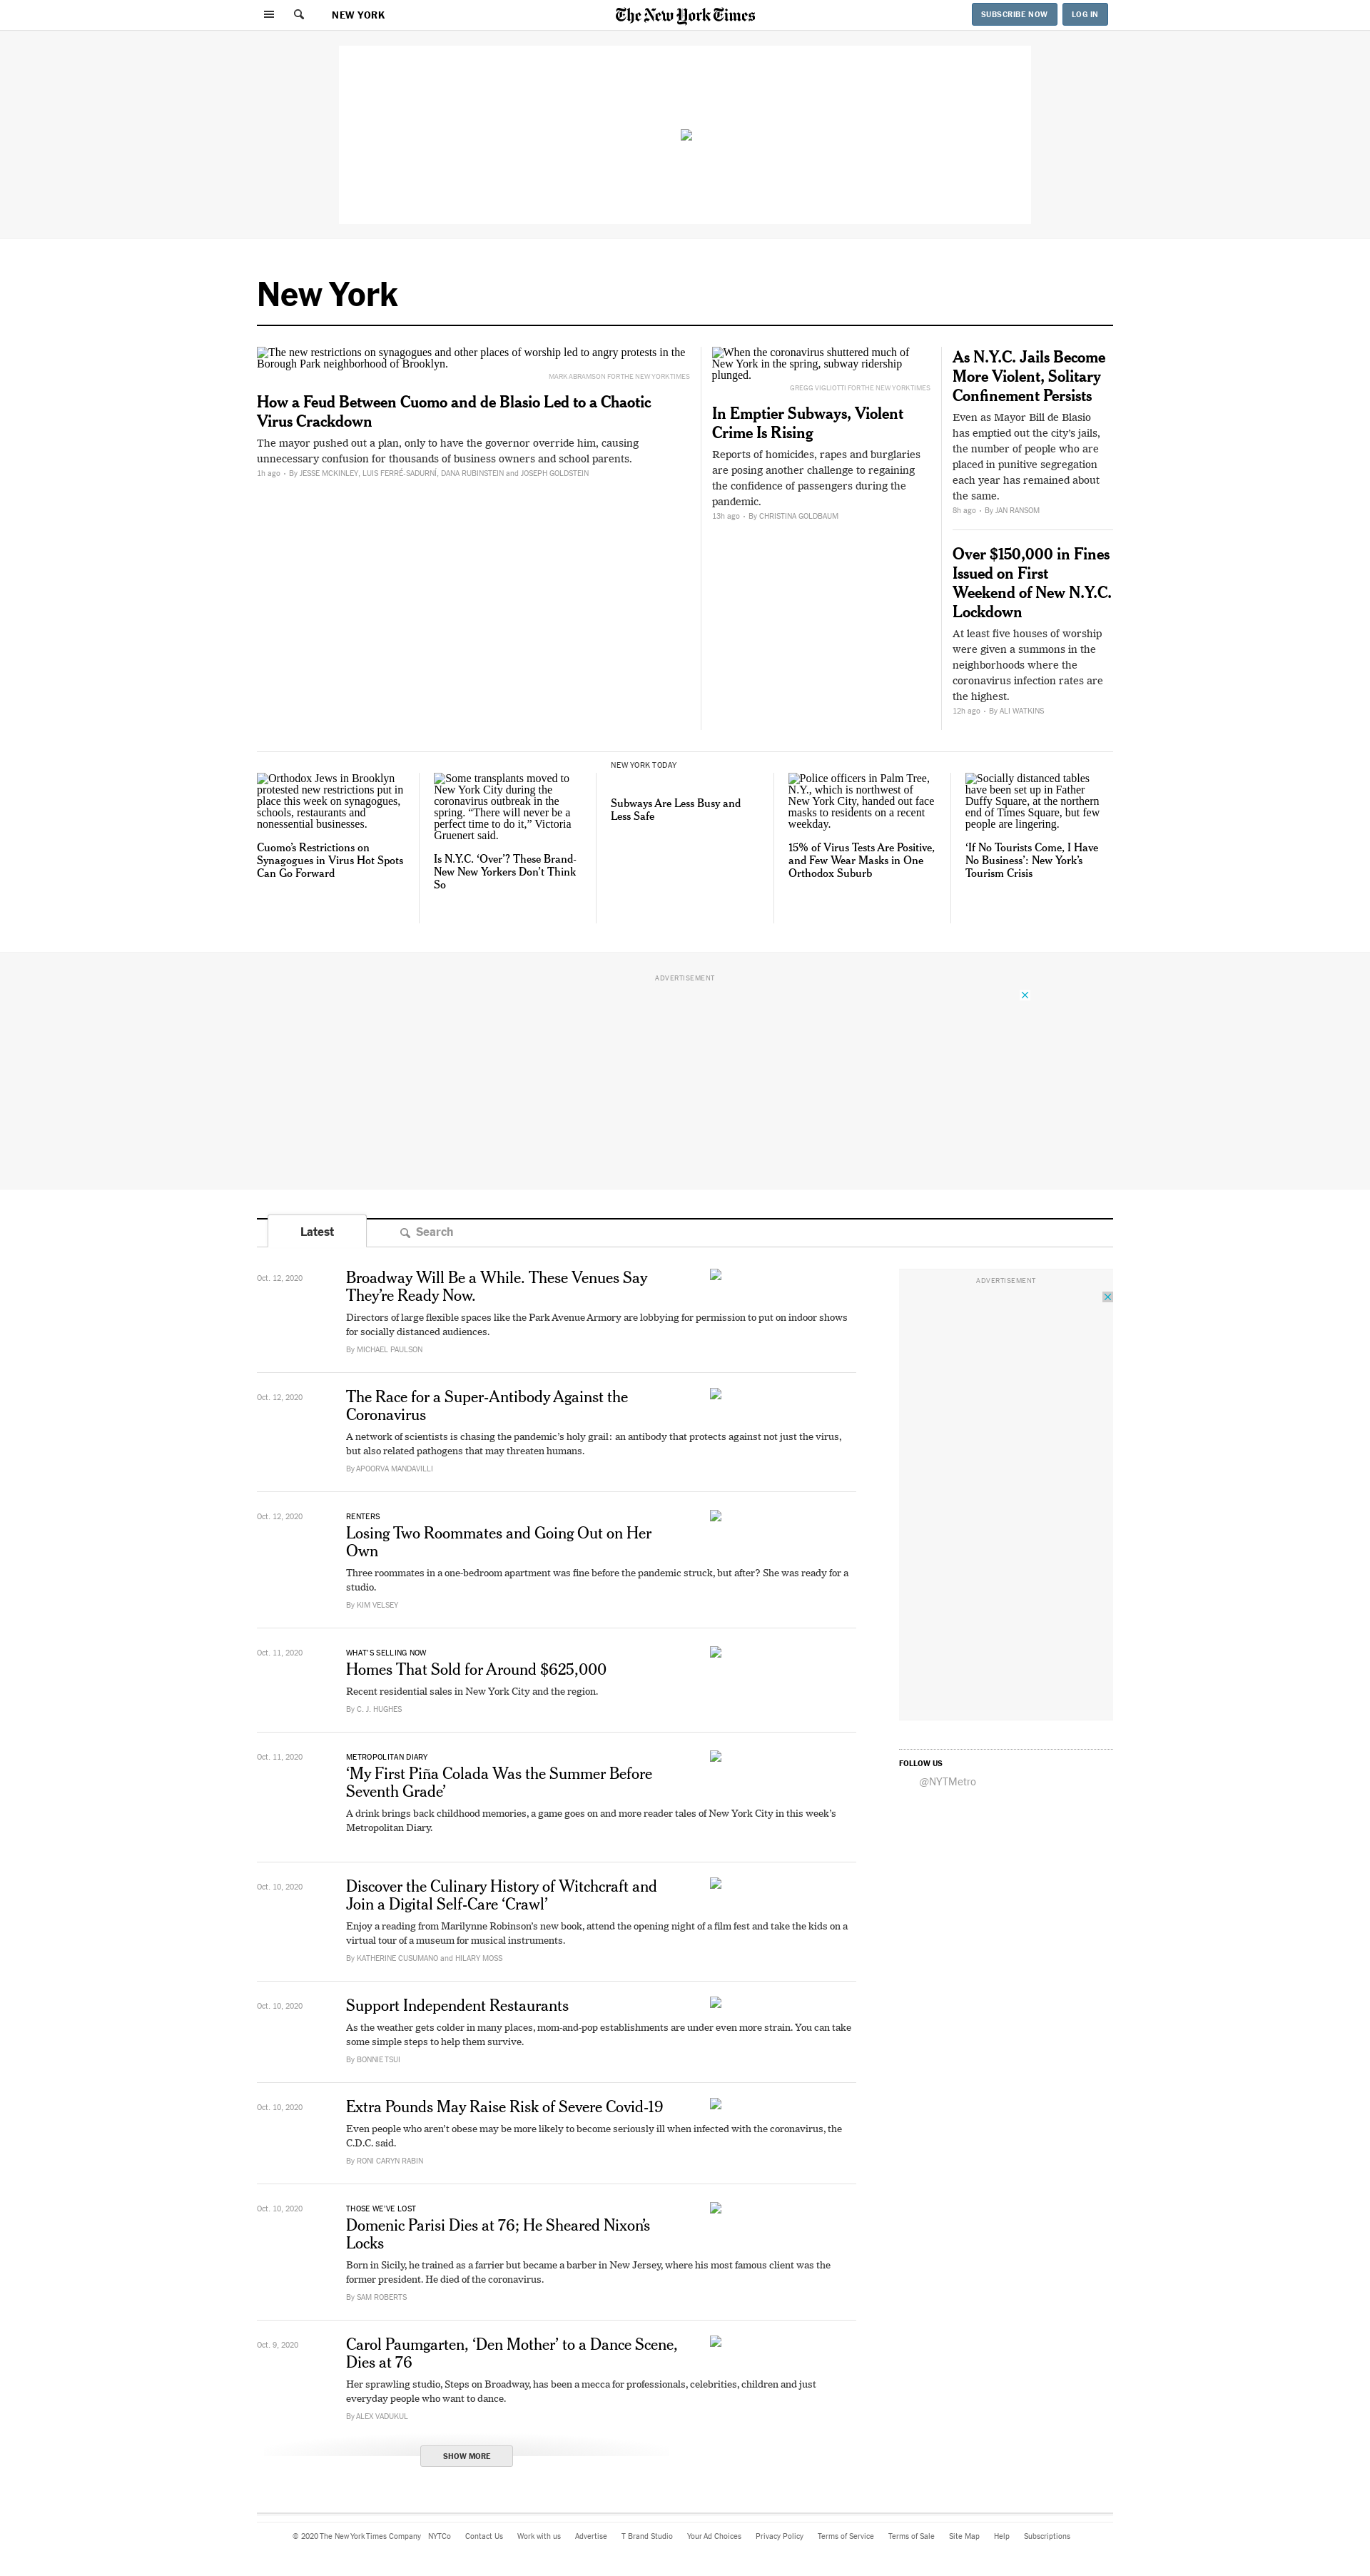 NEW YORK
The New York Times
SUBSCRIBE NOW
LOG IN
New York
The new restrictions on synagogues and other places of worship led to angry protests in the
Borough Park neighborhood of Brooklyn.
MARK ABRAMSON FOR THE NEW YORK TIMES
How a Feud Between Cuomo and de Blasio Led to a Chaotic
Virus Crackdown
The mayor pushed out a plan, only to have the governor override him, causing
unnecessary confusion for thousands of business owners and school parents.
1h ago • By JESSE MCKINLEY, LUIS FERRÉ-SADURNÍ, DANA RUBINSTEIN and JOSEPH GOLDSTEIN
When the coronavirus shuttered much of
New York in the spring, subway ridership
plunged.
GREGG VIGLIOTTI FOR THE NEW YORK TIMES
In Emptier Subways, Violent
Crime Is Rising
Reports of homicides, rapes and burglaries
are posing another challenge to regaining
the confidence of passengers during the
pandemic.
13h ago • By CHRISTINA GOLDBAUM
As N.Y.C. Jails Become
More Violent, Solitary
Confinement Persists
Even as Mayor Bill de Blasio
has emptied out the city’s jails,
the number of people who are
placed in punitive segregation
each year has remained about
the same.
8h ago • By JAN RANSOM
Over $150,000 in Fines
Issued on First
Weekend of New N.Y.C.
Lockdown
At least five houses of worship
were given a summons in the
neighborhoods where the
coronavirus infection rates are
the highest.
12h ago • By ALI WATKINS
Orthodox Jews in Brooklyn
protested new restrictions put in
place this week on synagogues,
schools, restaurants and
nonessential businesses.
Cuomo’s Restrictions on
Synagogues in Virus Hot Spots
Can Go Forward
Some transplants moved to
New York City during the
coronavirus outbreak in the
spring. “There will never be a
perfect time to do it,” Victoria
Gruenert said.
Is N.Y.C. ‘Over’? These Brand-
New New Yorkers Don’t Think
So
NEW YORK TODAY
Subways Are Less Busy and
Less Safe
Police officers in Palm Tree,
N.Y., which is northwest of
New York City, handed out face
masks to residents on a recent
weekday.
15% of Virus Tests Are Positive,
and Few Wear Masks in One
Orthodox Suburb
Socially distanced tables
have been set up in Father
Duffy Square, at the northern
end of Times Square, but few
people are lingering.
‘If No Tourists Come, I Have
No Business’: New York’s
Tourism Crisis
ADVERTISEMENT
Latest
Search
Oct. 12, 2020
Broadway Will Be a While. These Venues Say
They’re Ready Now.
Directors of large flexible spaces like the Park Avenue Armory are lobbying for permission to put on indoor shows
for socially distanced audiences.
By MICHAEL PAULSON
Oct. 12, 2020
The Race for a Super-Antibody Against the
Coronavirus
A network of scientists is chasing the pandemic’s holy grail: an antibody that protects against not just the virus,
but also related pathogens that may threaten humans.
By APOORVA MANDAVILLI
Oct. 12, 2020
RENTERS
Losing Two Roommates and Going Out on Her
Own
Three roommates in a one-bedroom apartment was fine before the pandemic struck, but after? She was ready for a
studio.
By KIM VELSEY
Oct. 11, 2020
WHAT’S SELLING NOW
Homes That Sold for Around $625,000
Recent residential sales in New York City and the region.
By C. J. HUGHES
Oct. 11, 2020
METROPOLITAN DIARY
‘My First Piña Colada Was the Summer Before
Seventh Grade’
A drink brings back childhood memories, a game goes on and more reader tales of New York City in this week’s
Metropolitan Diary.
Oct. 10, 2020
Discover the Culinary History of Witchcraft and
Join a Digital Self-Care ‘Crawl’
Enjoy a reading from Marilynne Robinson’s new book, attend the opening night of a film fest and take the kids on a
virtual tour of a museum for musical instruments.
By KATHERINE CUSUMANO and HILARY MOSS
Oct. 10, 2020
Support Independent Restaurants
As the weather gets colder in many places, mom-and-pop establishments are under even more strain. You can take
some simple steps to help them survive.
By BONNIE TSUI
Oct. 10, 2020
Extra Pounds May Raise Risk of Severe Covid-19
Even people who aren’t obese may be more likely to become seriously ill when infected with the coronavirus, the
C.D.C. said.
By RONI CARYN RABIN
Oct. 10, 2020
THOSE WE’VE LOST
Domenic Parisi Dies at 76; He Sheared Nixon’s
Locks
Born in Sicily, he trained as a farrier but became a barber in New Jersey, where his most famous client was the
former president. He died of the coronavirus.
By SAM ROBERTS
Oct. 9, 2020
Carol Paumgarten, ‘Den Mother’ to a Dance Scene,
Dies at 76
Her sprawling studio, Steps on Broadway, has been a mecca for professionals, celebrities, children and just
everyday people who want to dance.
By ALEX VADUKUL
SHOW MORE
ADVERTISEMENT
FOLLOW US
@NYTMetro
© 2020 The New York Times Company NYTCo Contact Us Work with us Advertise T Brand Studio Your Ad Choices Privacy Policy Terms of Service Terms of Sale Site Map Help Subscriptions